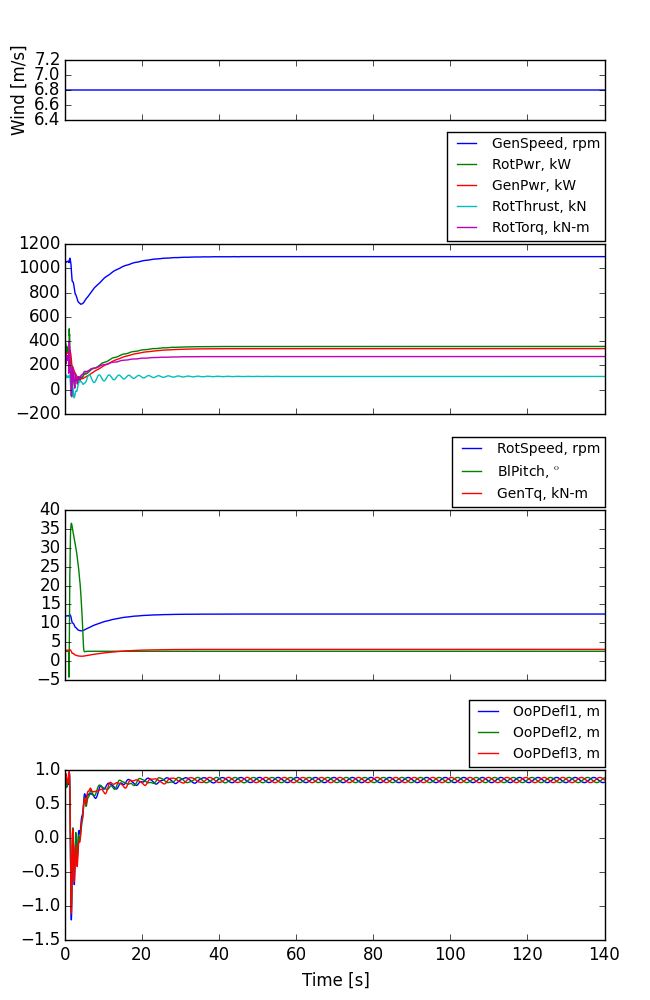 Wind [m/s]
7.2
7.0
6.8
6.6
6.4
GenSpeed, rpm
RotPwr, kW
GenPwr, kW
RotThrust, kN
RotTorq, kN-m
1200
1000
800
600
400
200
0
−200
RotSpeed, rpm
BlPitch, °
GenTq, kN-m
40
35
30
25
20
15
10
5
0
−5
OoPDefl1, m
OoPDefl2, m
OoPDefl3, m
1.0
0.5
0.0
−0.5
−1.0
−1.5
0 20 40 60 80 100 120 140
Time [s]